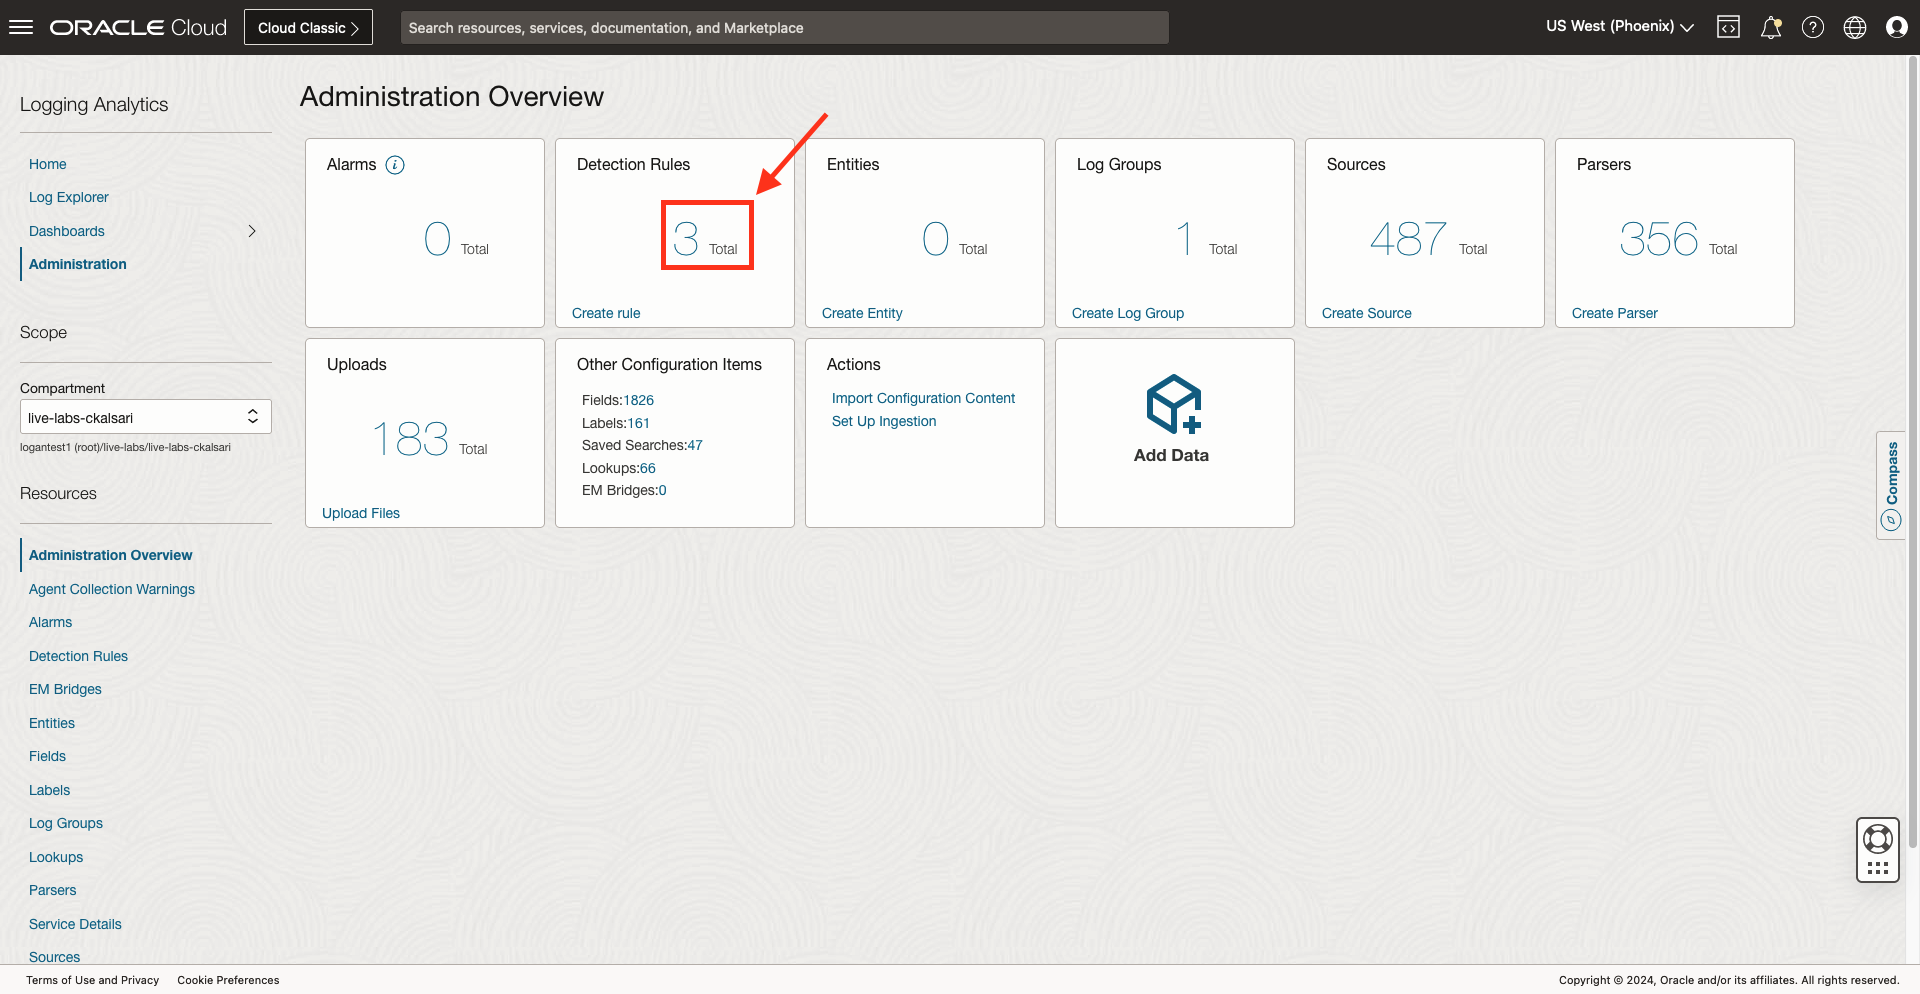 ORACLE Cloud
Cloud Classic
Search resources, services, documentation, and Marketplace
US West (Phoenix)
Logging Analytics
Home
Log Explorer
Dashboards
Administration
Scope
Compartment
live-labs-ckalsari
logantest1 (root)/live-labs/live-labs-ckalsari
Resources
Administration Overview
Agent Collection Warnings
Alarms
Detection Rules
EM Bridges
Entities
Fields
Labels
Log Groups
Lookups
Parsers
Service Details
Sources
Administration Overview
Alarms
0 Total
Detection Rules
3 Total
Create rule
Entities
0 Total
Create Entity
Log Groups
1 Total
Create Log Group
Sources
487 Total
Create Source
Parsers
356 Total
Create Parser
Uploads
183 Total
Upload Files
Other Configuration Items
Fields:1826
Labels:161
Saved Searches:47
Lookups:66
EM Bridges:0
Actions
Import Configuration Content
Set Up Ingestion
Add Data
Compass
Terms of Use and Privacy
Cookie Preferences
Copyright © 2024, Oracle and/or its affiliates. All rights reserved.